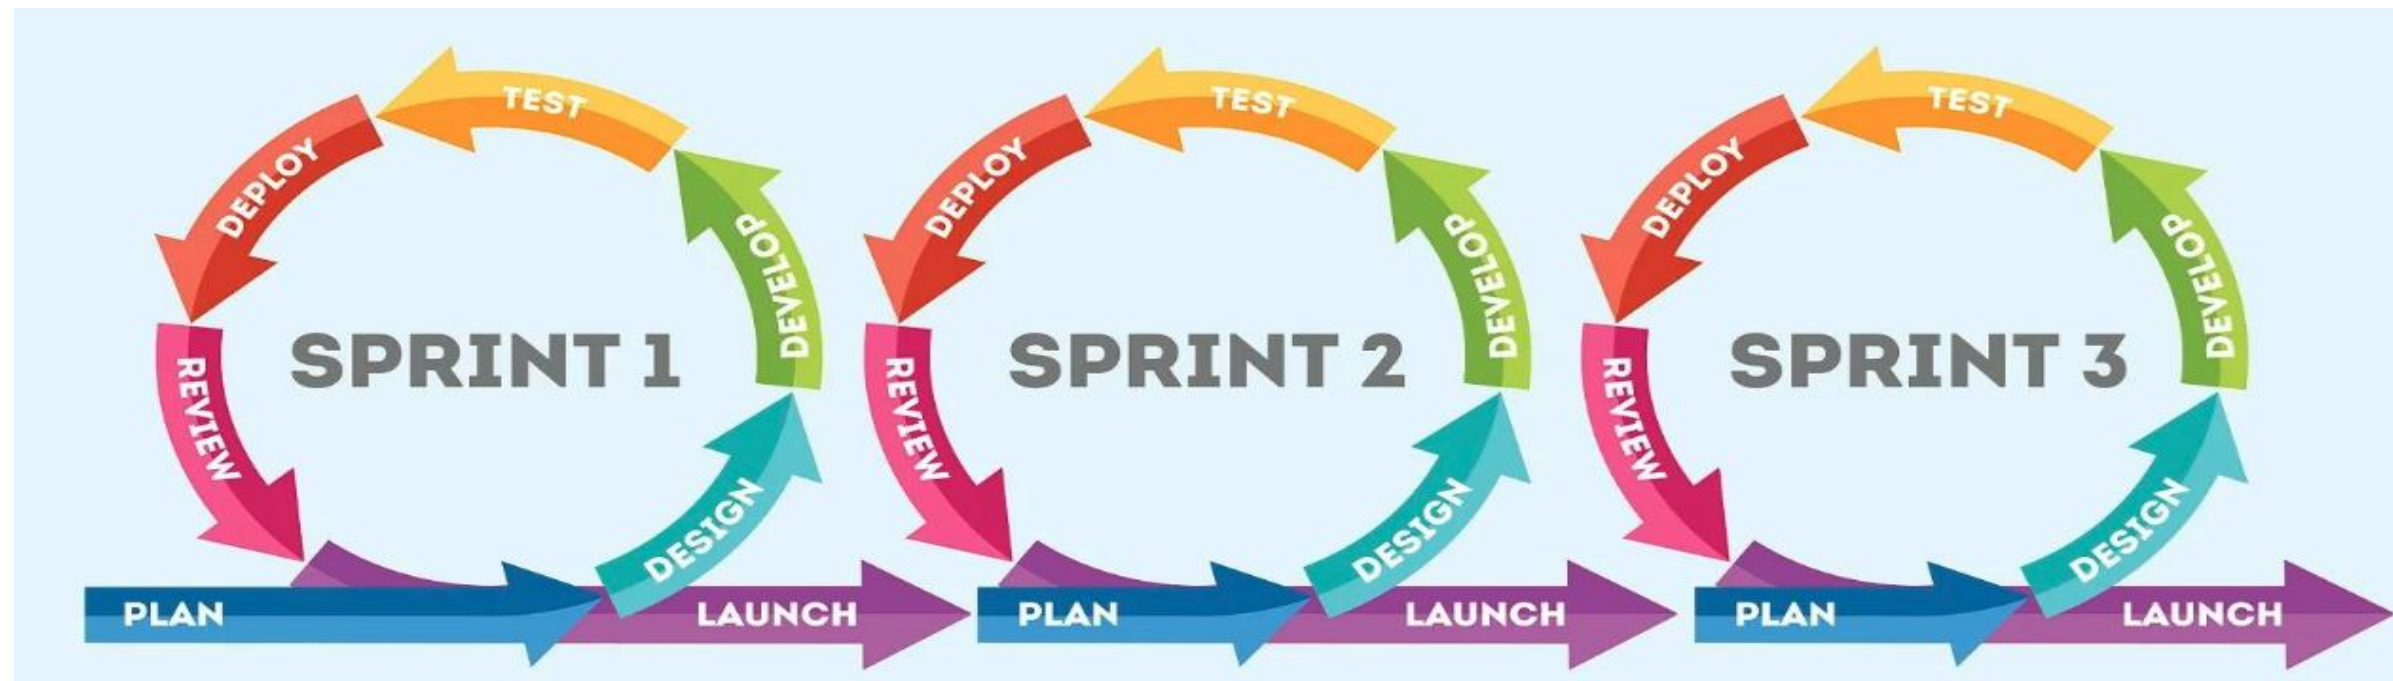 PLAN
DESIGN
DEVELOP
TEST
DEPLOY
REVIEW
LAUNCH
SPRINT 1
PLAN
DESIGN
DEVELOP
TEST
DEPLOY
REVIEW
LAUNCH
SPRINT 2
PLAN
DESIGN
DEVELOP
TEST
DEPLOY
REVIEW
LAUNCH
SPRINT 3